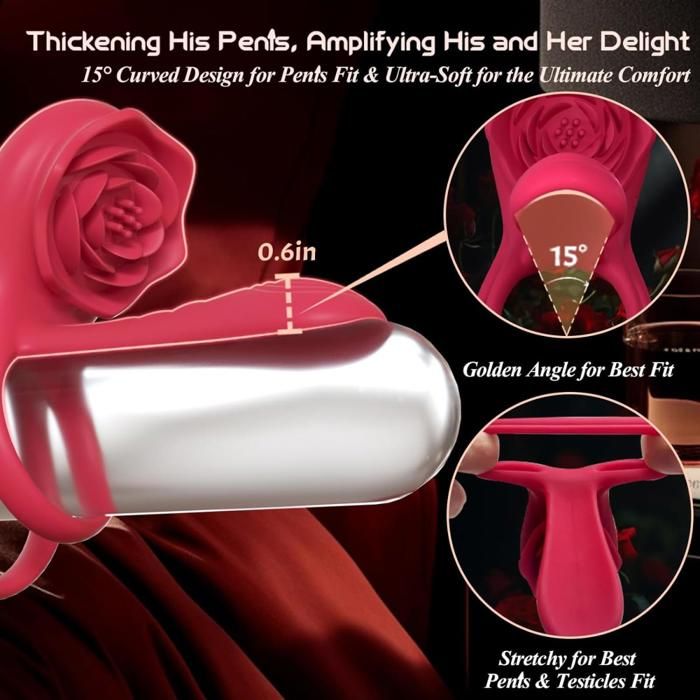 Thickening His Penis, Amplifying His and Her Delight
15° Curved Design for Penis Fit & Ultra-Soft for the Ultimate Comfort
0.6in
15°
Golden Angle for Best Fit
Stretchy for Best
Penis & Testicles Fit